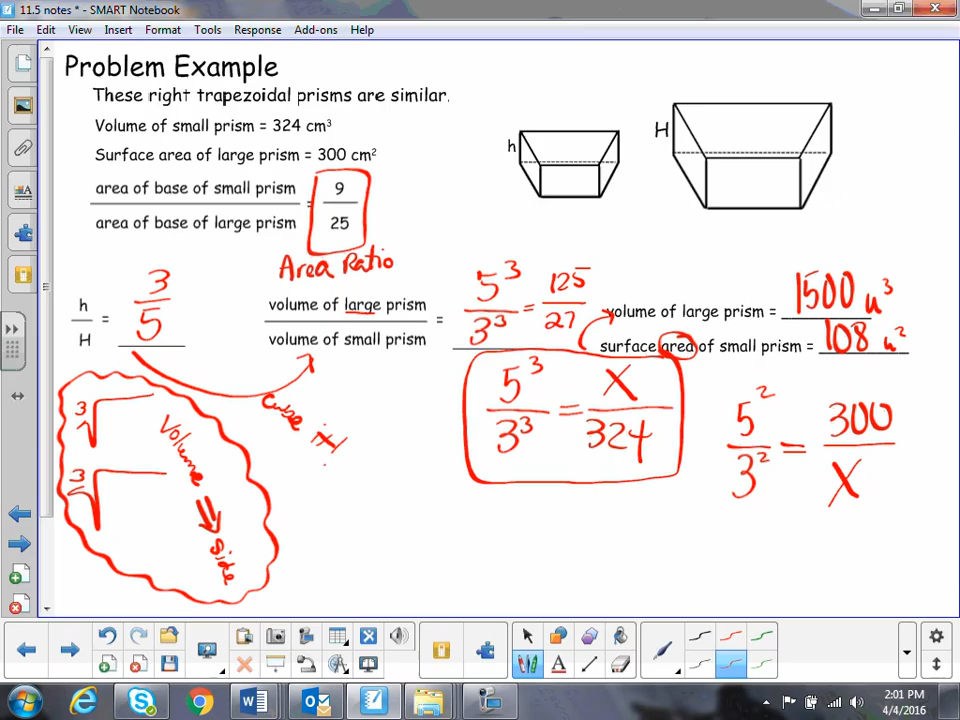 11.5 notes * - SMART Notebook
File Edit View Insert Format Tools Response Add-ons Help
Problem Example
These right trapezoidal prisms are similar.
Volume of small prism = 324 cm³
Surface area of large prism = 300 cm²
area of base of small prism
area of base of large prism
=
9
25
Area Ratio
h
H
h
H
=
3
5
volume of large prism
volume of small prism
=
5³
3³
=
125
27
volume of large prism = 1500 u³
surface area of small prism = 108 u²
cube it!
5³
3³
=
x
324
5²
3²
=
300
x
3
3
Volume
side
2:01 PM
4/4/2016